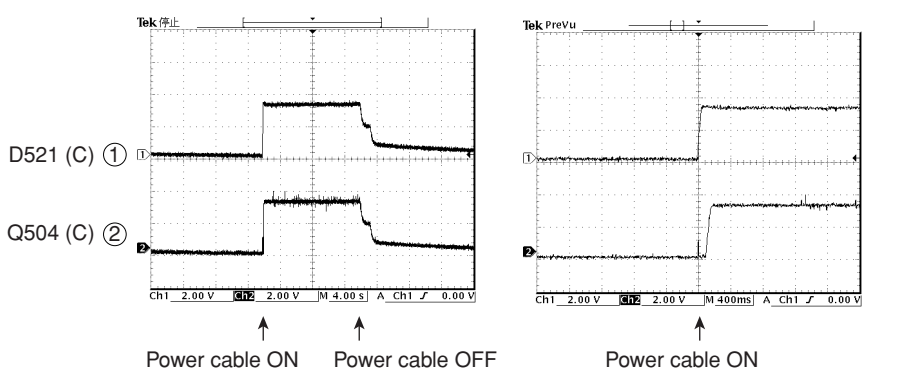 Tek 停止
D521 (C) ①
1
Q504 (C) ②
2
Ch1 2.00 V Ch2 2.00 V M 4.00 s A Ch1 0.00 V
Power cable ON
Power cable OFF
Tek PreVu
1
2
Ch1 2.00 V Ch2 2.00 V M 400ms A Ch1 0.00 V
Power cable ON